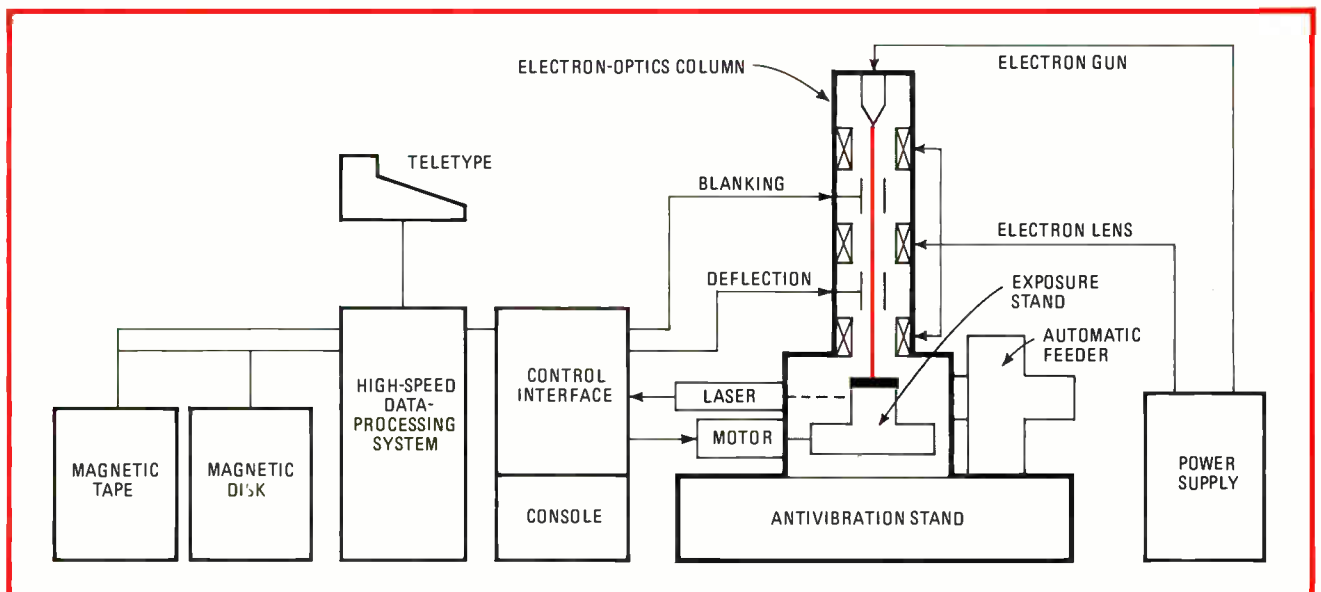 ELECTRON-OPTICS COLUMN
ELECTRON GUN
TELETYPE
BLANKING
ELECTRON LENS
DEFLECTION
EXPOSURE
STAND
AUTOMATIC
FEEDER
HIGH-SPEED
DATA-
PROCESSING
SYSTEM
CONTROL
INTERFACE
LASER
MOTOR
MAGNETIC
TAPE
MAGNETIC
DISK
CONSOLE
ANTIVIBRATION STAND
POWER
SUPPLY